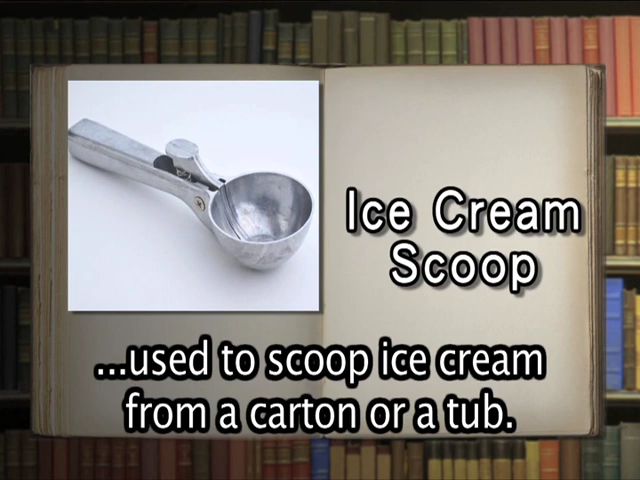 Ice Cream
Scoop
...used to scoop ice cream
from a carton or a tub.